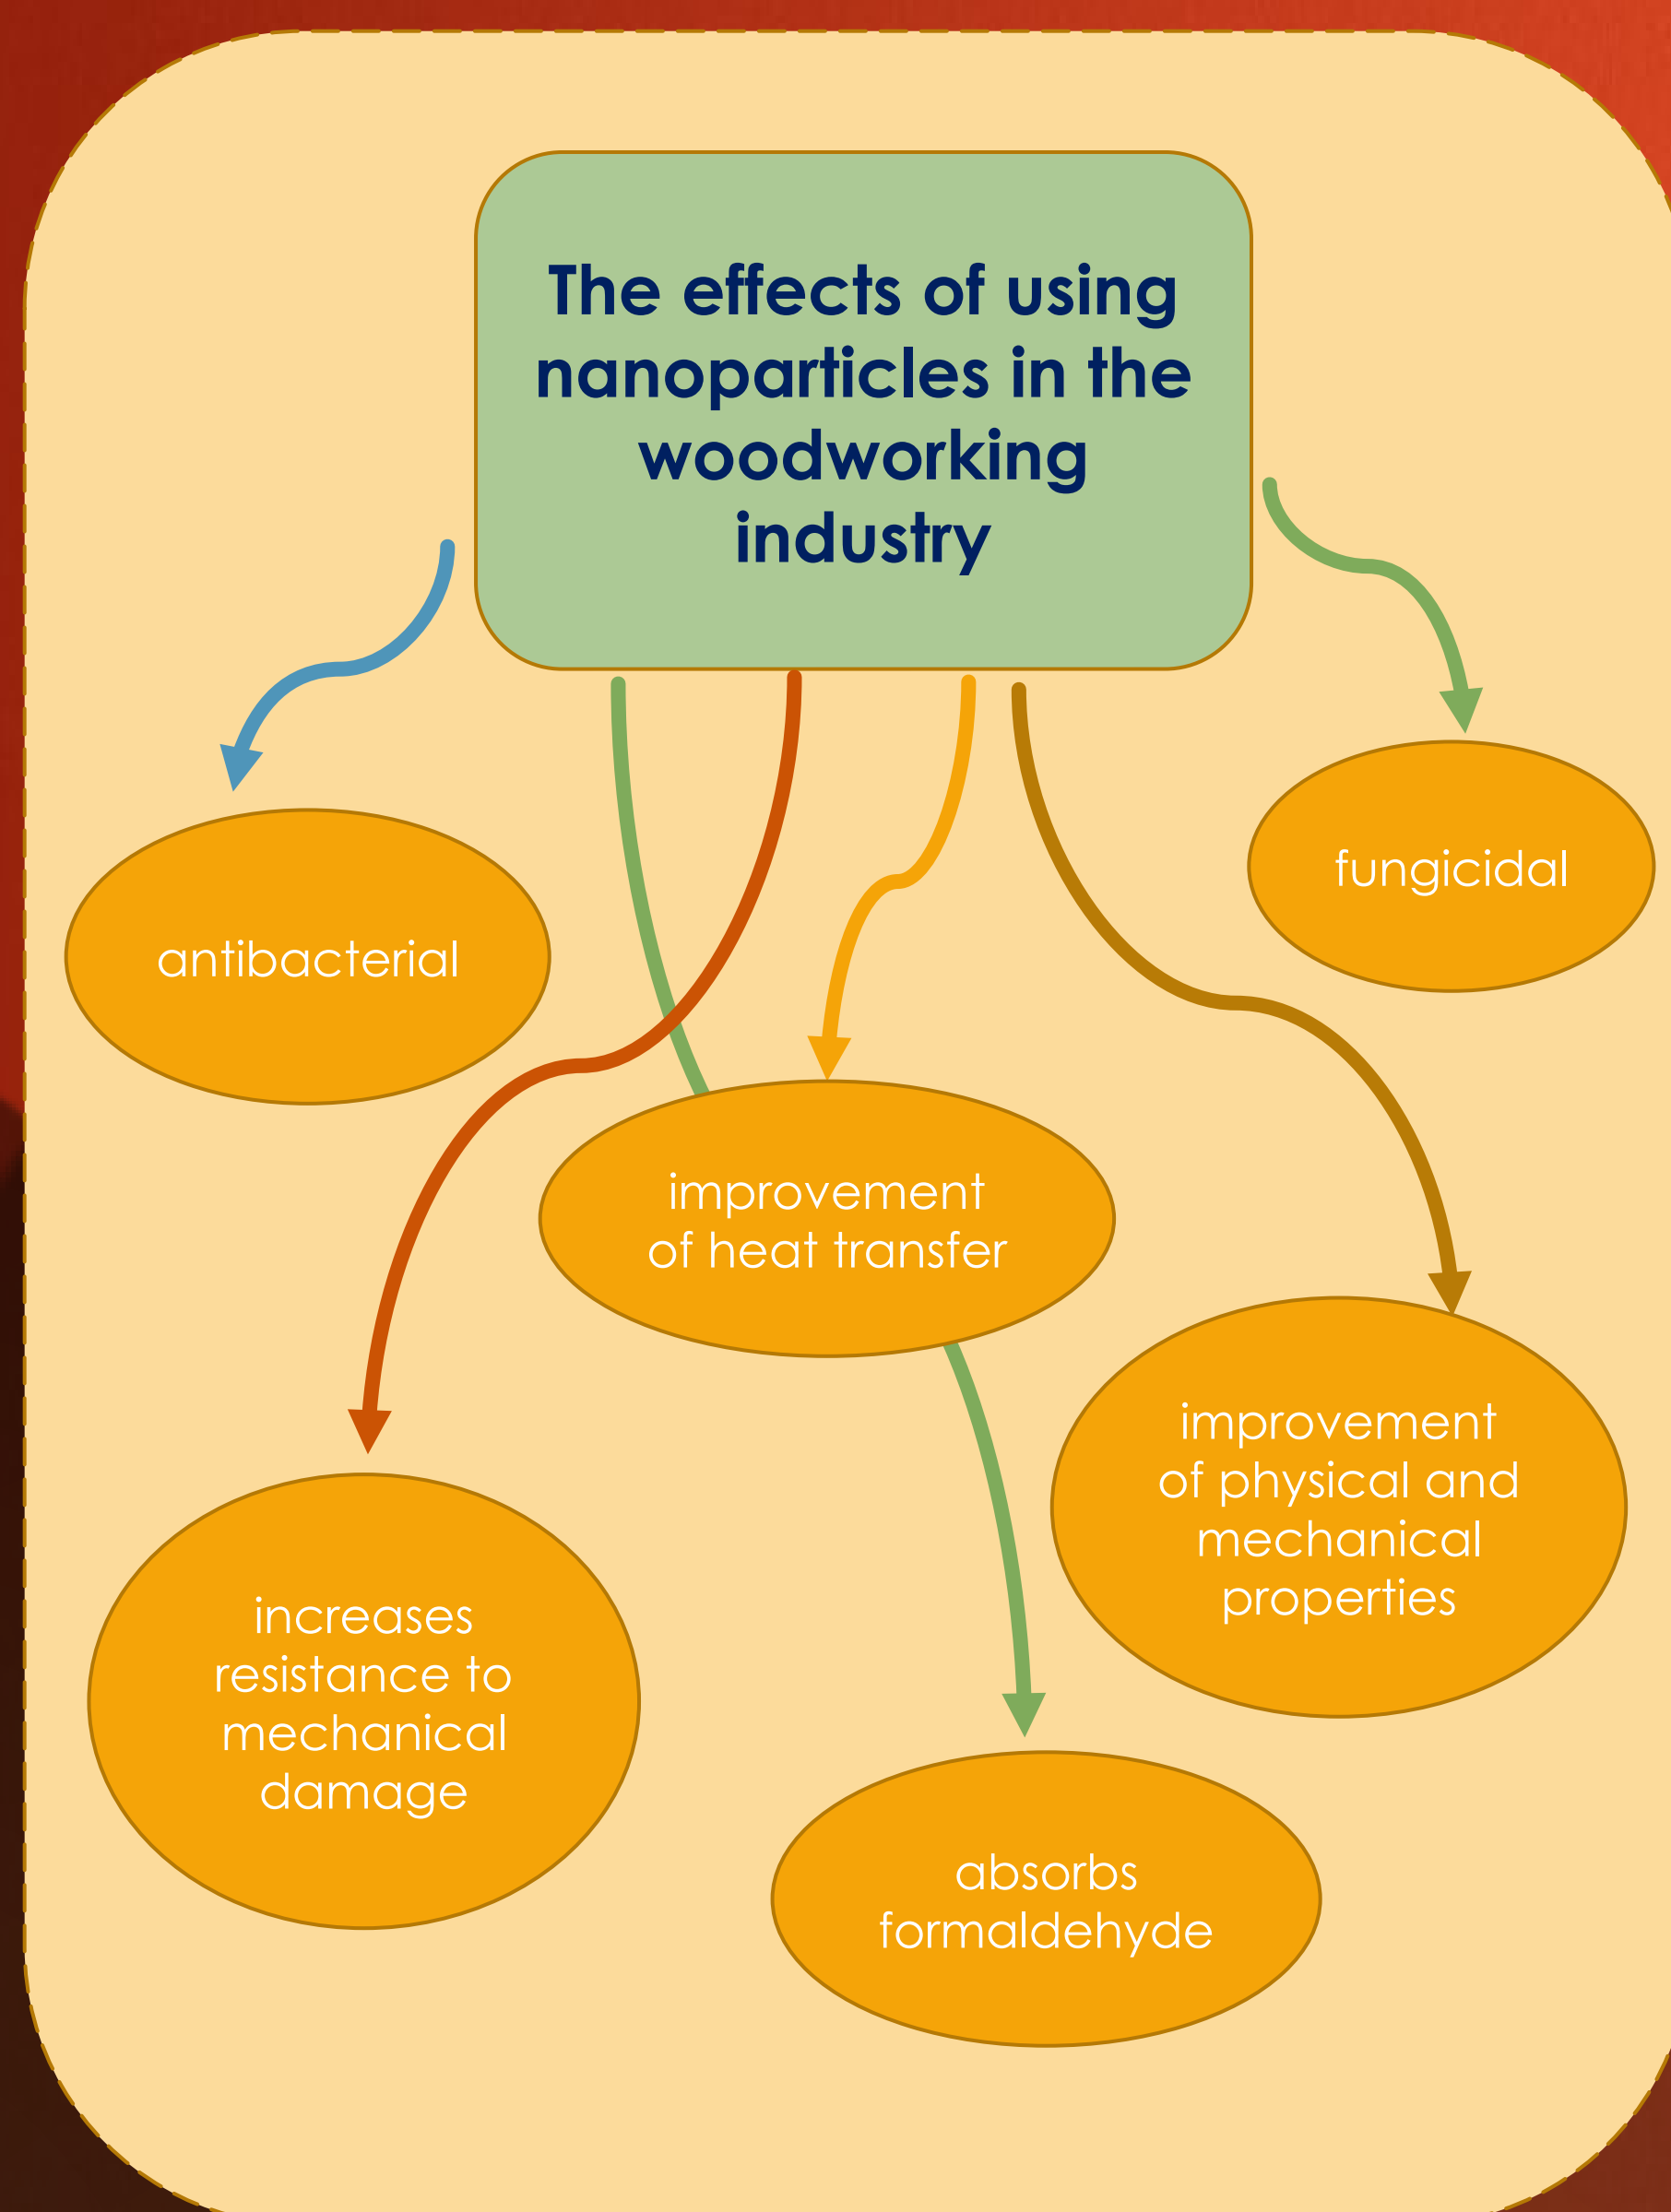 The effects of using
nanoparticles in the
woodworking
industry
fungicidal
antibacterial
improvement
of heat transfer
improvement
of physical and
mechanical
properties
increases
resistance to
mechanical
damage
absorbs
formaldehyde